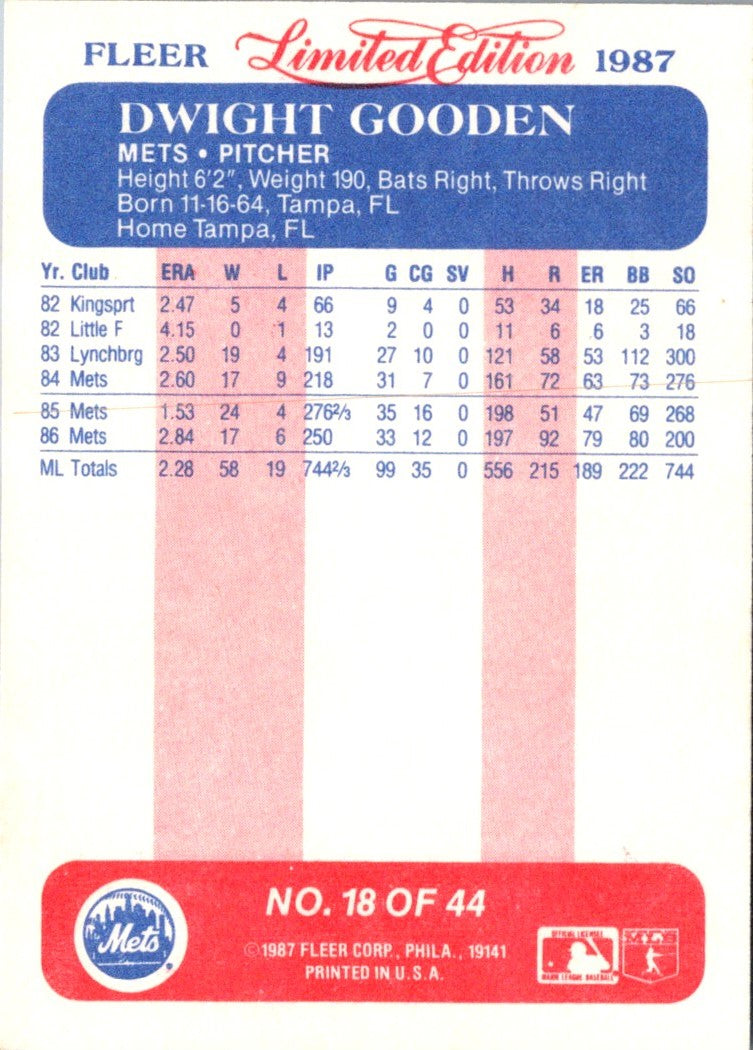 FLEER Limited Edition 1987
DWIGHT GOODEN
METS • PITCHER
Height 6'2", Weight 190, Bats Right, Throws Right
Born 11-16-64, Tampa, FL
Home Tampa, FL
Yr. Club ERA W L IP G CG SV H R ER BB SO
82 Kingsprt 2.47 5 4 66 9 4 0 53 34 18 25 66
82 Little F 4.15 0 1 13 2 0 0 11 6 6 3 18
83 Lynchbrg 2.50 19 4 191 27 10 0 121 58 53 112 300
84 Mets 2.60 17 9 218 31 7 0 161 72 63 73 276
85 Mets 1.53 24 4 276²/₃ 35 16 0 198 51 47 69 268
86 Mets 2.84 17 6 250 33 12 0 197 92 79 80 200
ML Totals 2.28 58 19 744²/₃ 99 35 0 556 215 189 222 744
NO. 18 OF 44
Mets
©1987 FLEER CORP., PHILA., 19141
PRINTED IN U.S.A.
OFFICIAL LICENSEE
MAJOR LEAGUE BASEBALL